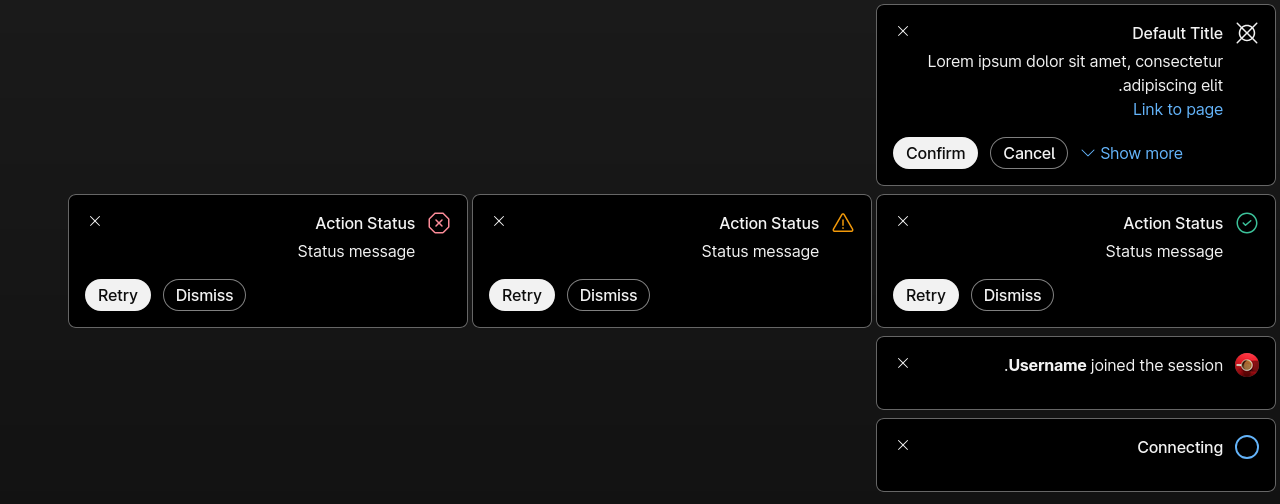 Default Title
Lorem ipsum dolor sit amet, consectetur
.adipiscing elit
Link to page
Confirm Cancel Show more
Action Status
Status message
Retry Dismiss
Action Status
Status message
Retry Dismiss
Action Status
Status message
Retry Dismiss
.Username joined the session
Connecting